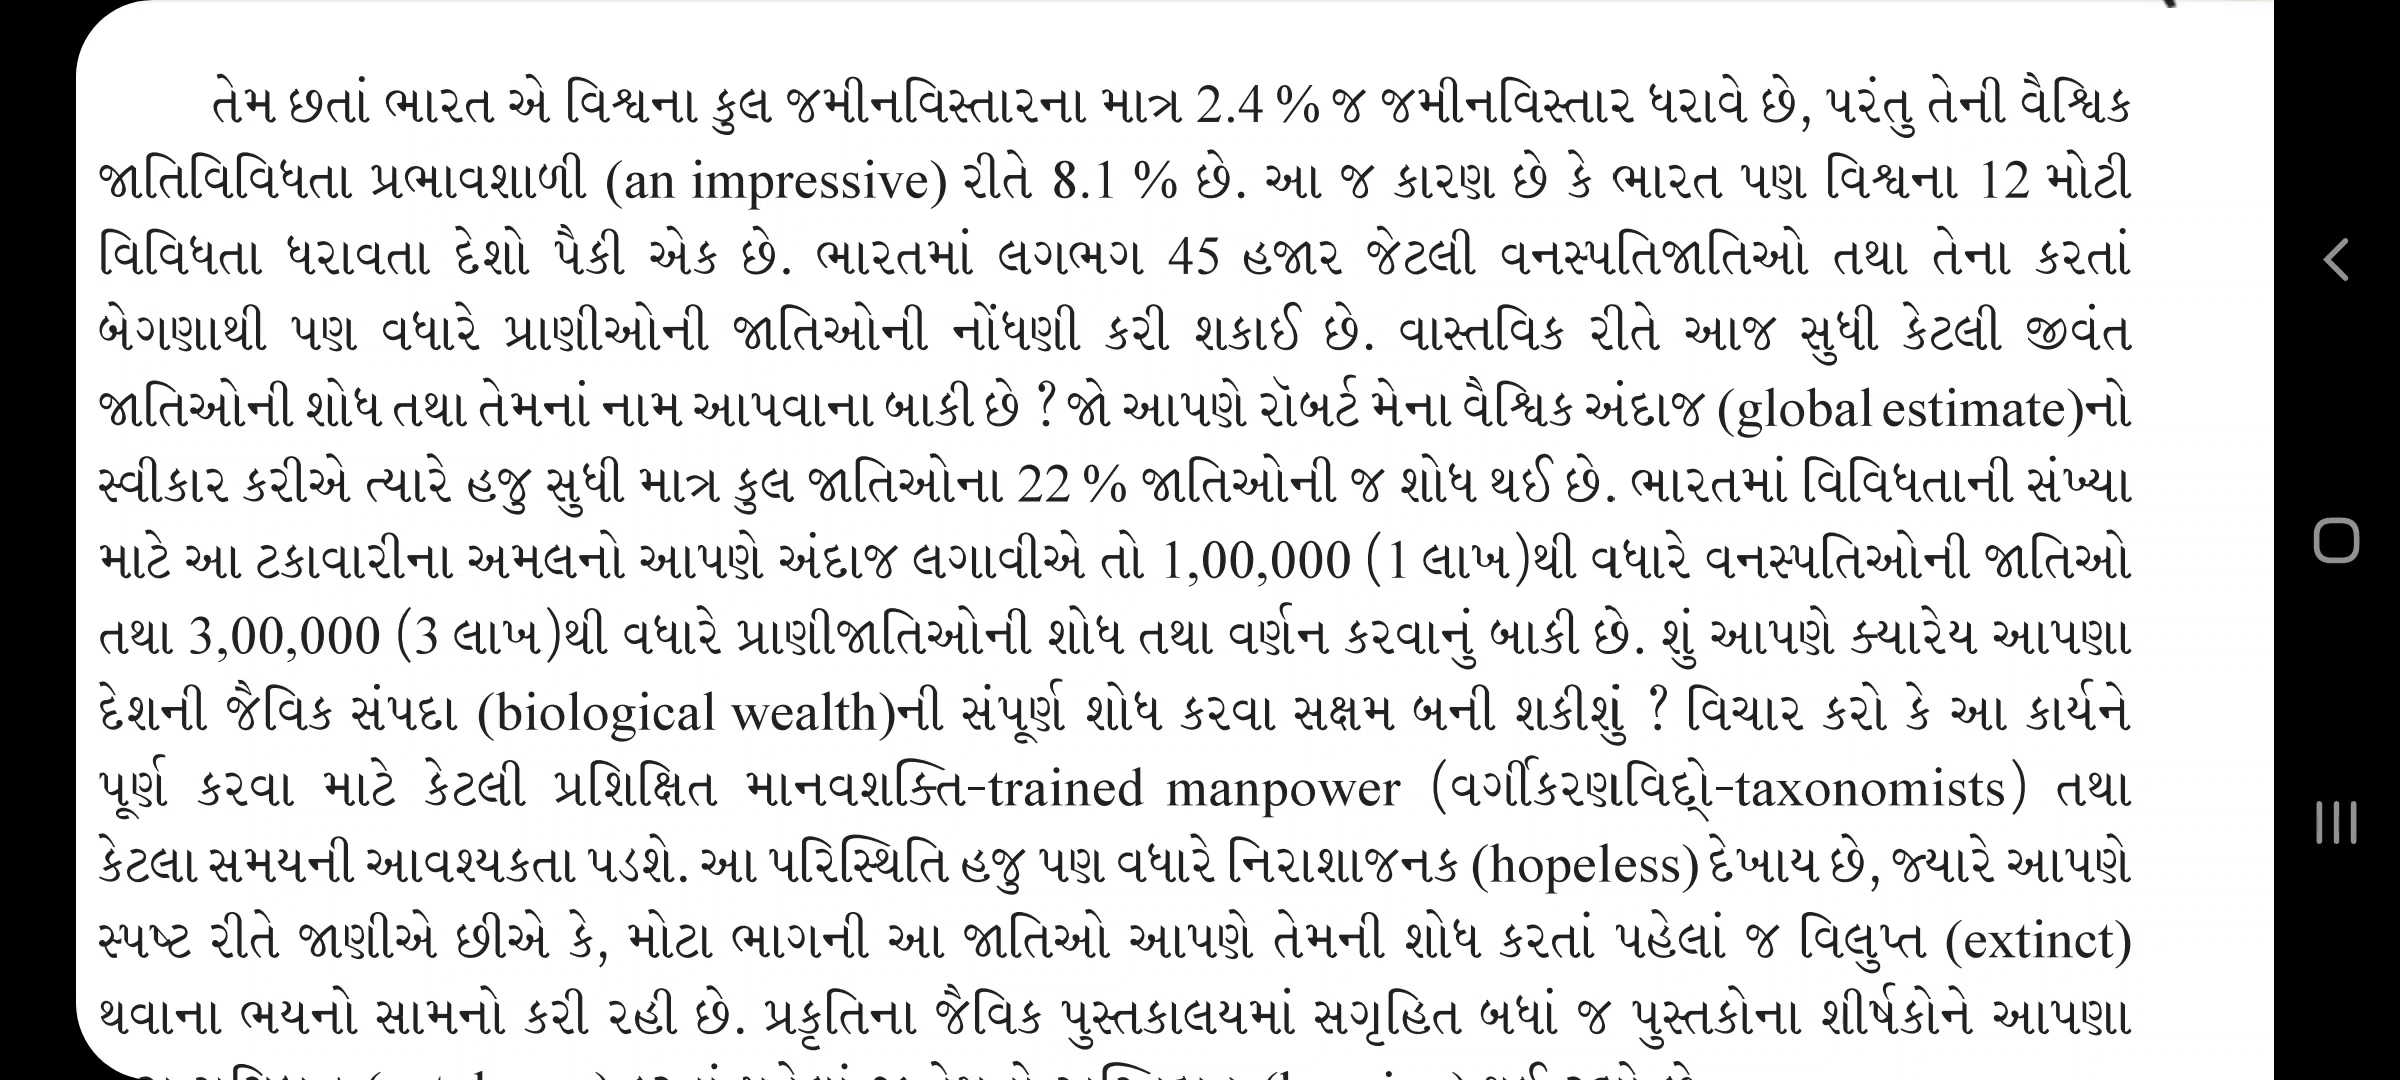 તેમ છતાં ભારત એ વિશ્વના કુલ જમીનવિસ્તારના માત્ર 2.4 % જ જમીનવિસ્તાર ધરાવે છે, પરંતુ તેની વૈશ્વિક
જાતિવિવિધતા પ્રભાવશાળી (an impressive) રીતે 8.1 % છે. આ જ કારણ છે કે ભારત પણ વિશ્વના 12 મોટી
વિવિધતા ધરાવતા દેશો પૈકી એક છે. ભારતમાં લગભગ 45 હજાર જેટલી વનસ્પતિજાતિઓ તથા તેના કરતાં
બેગણાથી પણ વધારે પ્રાણીઓની જાતિઓની નોંધણી કરી શકાઈ છે. વાસ્તવિક રીતે આજ સુધી કેટલી જીવંત
જાતિઓની શોધ તથા તેમનાં નામ આપવાના બાકી છે ? જો આપણે રૉબર્ટ મેના વૈશ્વિક અંદાજ (global estimate)નો
સ્વીકાર કરીએ ત્યારે હજુ સુધી માત્ર કુલ જાતિઓના 22 % જાતિઓની જ શોધ થઈ છે. ભારતમાં વિવિધતાની સંખ્યા
માટે આ ટકાવારીના અમલનો આપણે અંદાજ લગાવીએ તો 1,00,000 (1 લાખ)થી વધારે વનસ્પતિઓની જાતિઓ
તથા 3,00,000 (3 લાખ)થી વધારે પ્રાણીજાતિઓની શોધ તથા વર્ણન કરવાનું બાકી છે. શું આપણે ક્યારેય આપણા
દેશની જૈવિક સંપદા (biological wealth)ની સંપૂર્ણ શોધ કરવા સક્ષમ બની શકીશું ? વિચાર કરો કે આ કાર્યને
પૂર્ણ કરવા માટે કેટલી પ્રશિક્ષિત માનવશક્તિ-trained manpower (વર્ગીકરણવિદ્દો-taxonomists) તથા
કેટલા સમયની આવશ્યકતા પડશે. આ પરિસ્થિતિ હજુ પણ વધારે નિરાશાજનક (hopeless) દેખાય છે, જ્યારે આપણે
સ્પષ્ટ રીતે જાણીએ છીએ કે, મોટા ભાગની આ જાતિઓ આપણે તેમની શોધ કરતાં પહેલાં જ વિલુપ્ત (extinct)
થવાના ભયનો સામનો કરી રહી છે. પ્રકૃતિના જૈવિક પુસ્તકાલયમાં સગૃહિત બધાં જ પુસ્તકોના શીર્ષકોને આપણા